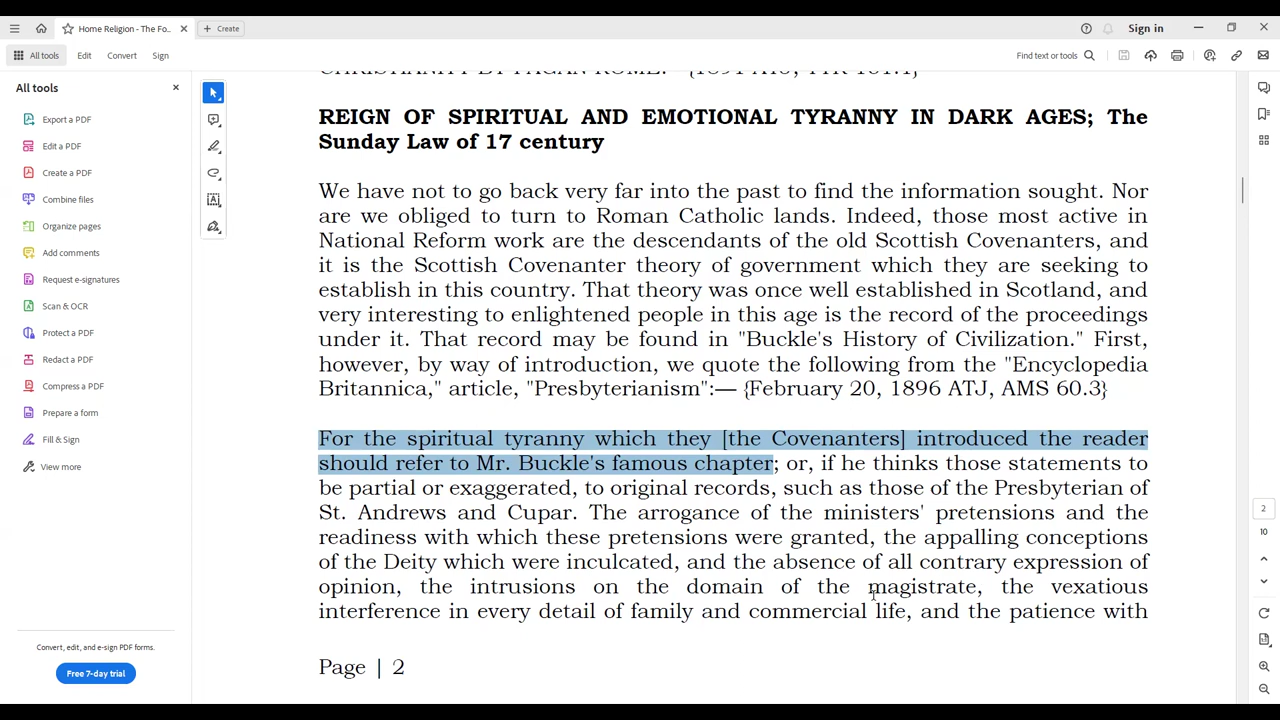 Home Religion - The Fo..
Create
Sign in
All tools
Edit
Convert
Sign
Find text or tools
All tools
Export a PDF
Edit a PDF
Create a PDF
Combine files
Organize pages
Add comments
Request e-signatures
Scan & OCR
Protect a PDF
Redact a PDF
Compress a PDF
Prepare a form
Fill & Sign
View more
Convert, edit, and e-sign PDF forms.
Free 7-day trial
CHRISTIANITY BY PAGAN ROME.
REIGN OF SPIRITUAL AND EMOTIONAL TYRANNY IN DARK AGES; The
Sunday Law of 17 century
We have not to go back very far into the past to find the information sought. Nor
are we obliged to turn to Roman Catholic lands. Indeed, those most active in
National Reform work are the descendants of the old Scottish Covenanters, and
it is the Scottish Covenanter theory of government which they are seeking to
establish in this country. That theory was once well established in Scotland, and
very interesting to enlightened people in this age is the record of the proceedings
under it. That record may be found in "Buckle's History of Civilization." First,
however, by way of introduction, we quote the following from the "Encyclopedia
Britannica," article, "Presbyterianism":— {February 20, 1896 ATJ, AMS 60.3}
For the spiritual tyranny which they [the Covenanters] introduced the reader
should refer to Mr. Buckle's famous chapter; or, if he thinks those statements to
be partial or exaggerated, to original records, such as those of the Presbyterian of
St. Andrews and Cupar. The arrogance of the ministers' pretensions and the
readiness with which these pretensions were granted, the appalling conceptions
of the Deity which were inculcated, and the absence of all contrary expression of
opinion, the intrusions on the domain of the magistrate, the vexatious
interference in every detail of family and commercial life, and the patience with
Page | 2
2
10